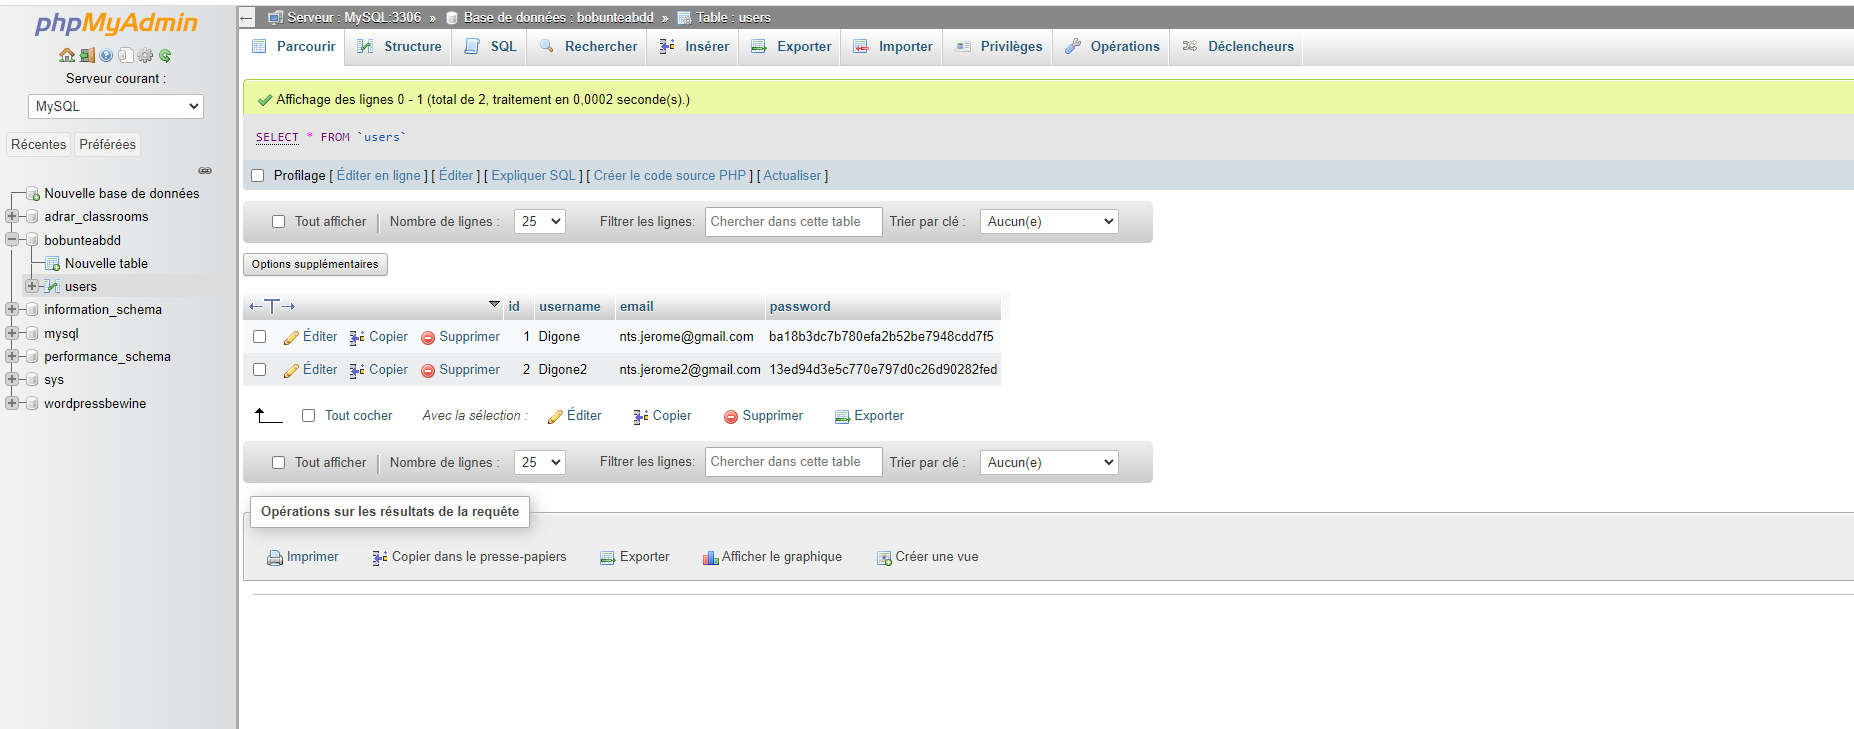 phpMyAdmin
Serveur courant :
MySQL
Récentes Préférées
Nouvelle base de données
adrar_classrooms
bobunteabdd
Nouvelle table
users
information_schema
mysql
performance_schema
sys
wordpressbewine
Serveur : MySQL:3306 » Base de données : bobunteabdd » Table : users
Parcourir Structure SQL Rechercher Insérer Exporter Importer Privilèges Opérations Déclencheurs
Affichage des lignes 0 - 1 (total de 2, traitement en 0,0002 seconde(s).)
SELECT * FROM `users`
Profilage [ Éditer en ligne ] [ Éditer ] [ Expliquer SQL ] [ Créer le code source PHP ] [ Actualiser ]
Tout afficher Nombre de lignes : 25 Filtrer les lignes: Chercher dans cette table Trier par clé : Aucun(e)
Options supplémentaires
id username email password
Éditer Copier Supprimer 1 Digone nts.jerome@gmail.com ba18b3dc7b780efa2b52be7948cdd7f5
Éditer Copier Supprimer 2 Digone2 nts.jerome2@gmail.com 13ed94d3e5c770e797d0c26d90282fed
Tout cocher Avec la sélection : Éditer Copier Supprimer Exporter
Tout afficher Nombre de lignes : 25 Filtrer les lignes: Chercher dans cette table Trier par clé : Aucun(e)
Opérations sur les résultats de la requête
Imprimer Copier dans le presse-papiers Exporter Afficher le graphique Créer une vue